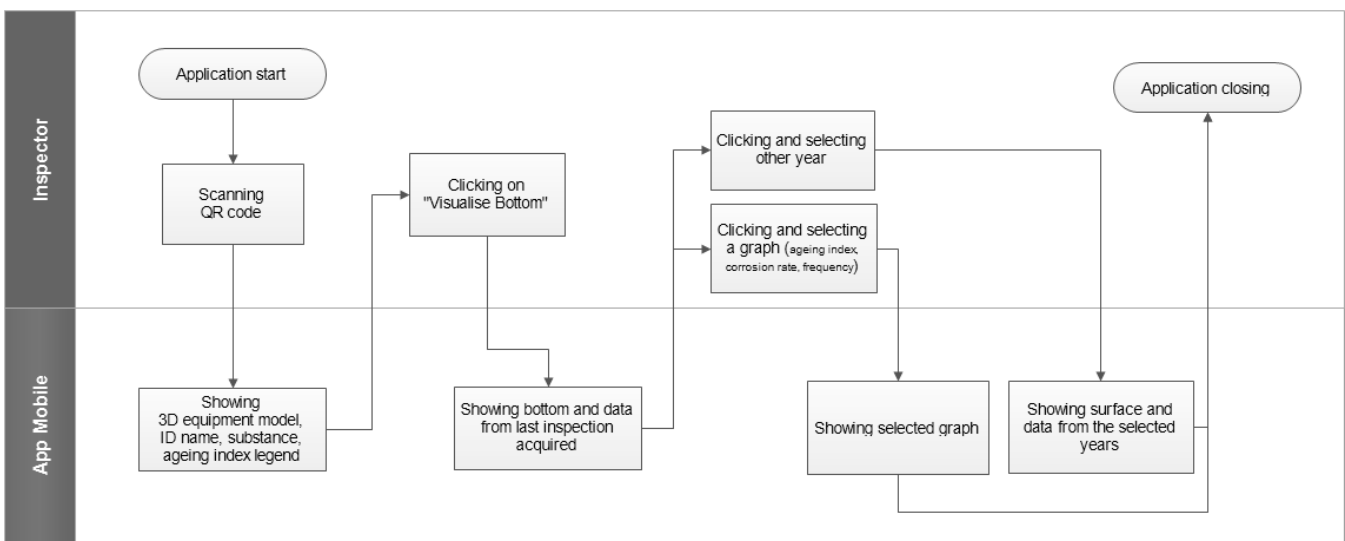 Inspector
Application start
Scanning
QR code
Clicking on
"Visualise Bottom"
Clicking and selecting
other year
Clicking and selecting
a graph (ageing index,
corrosion rate, frequency)
Application closing
App Mobile
Showing
3D equipment model,
ID name, substance,
ageing index legend
Showing bottom and data
from last inspection
acquired
Showing selected graph
Showing surface and
data from the selected
years